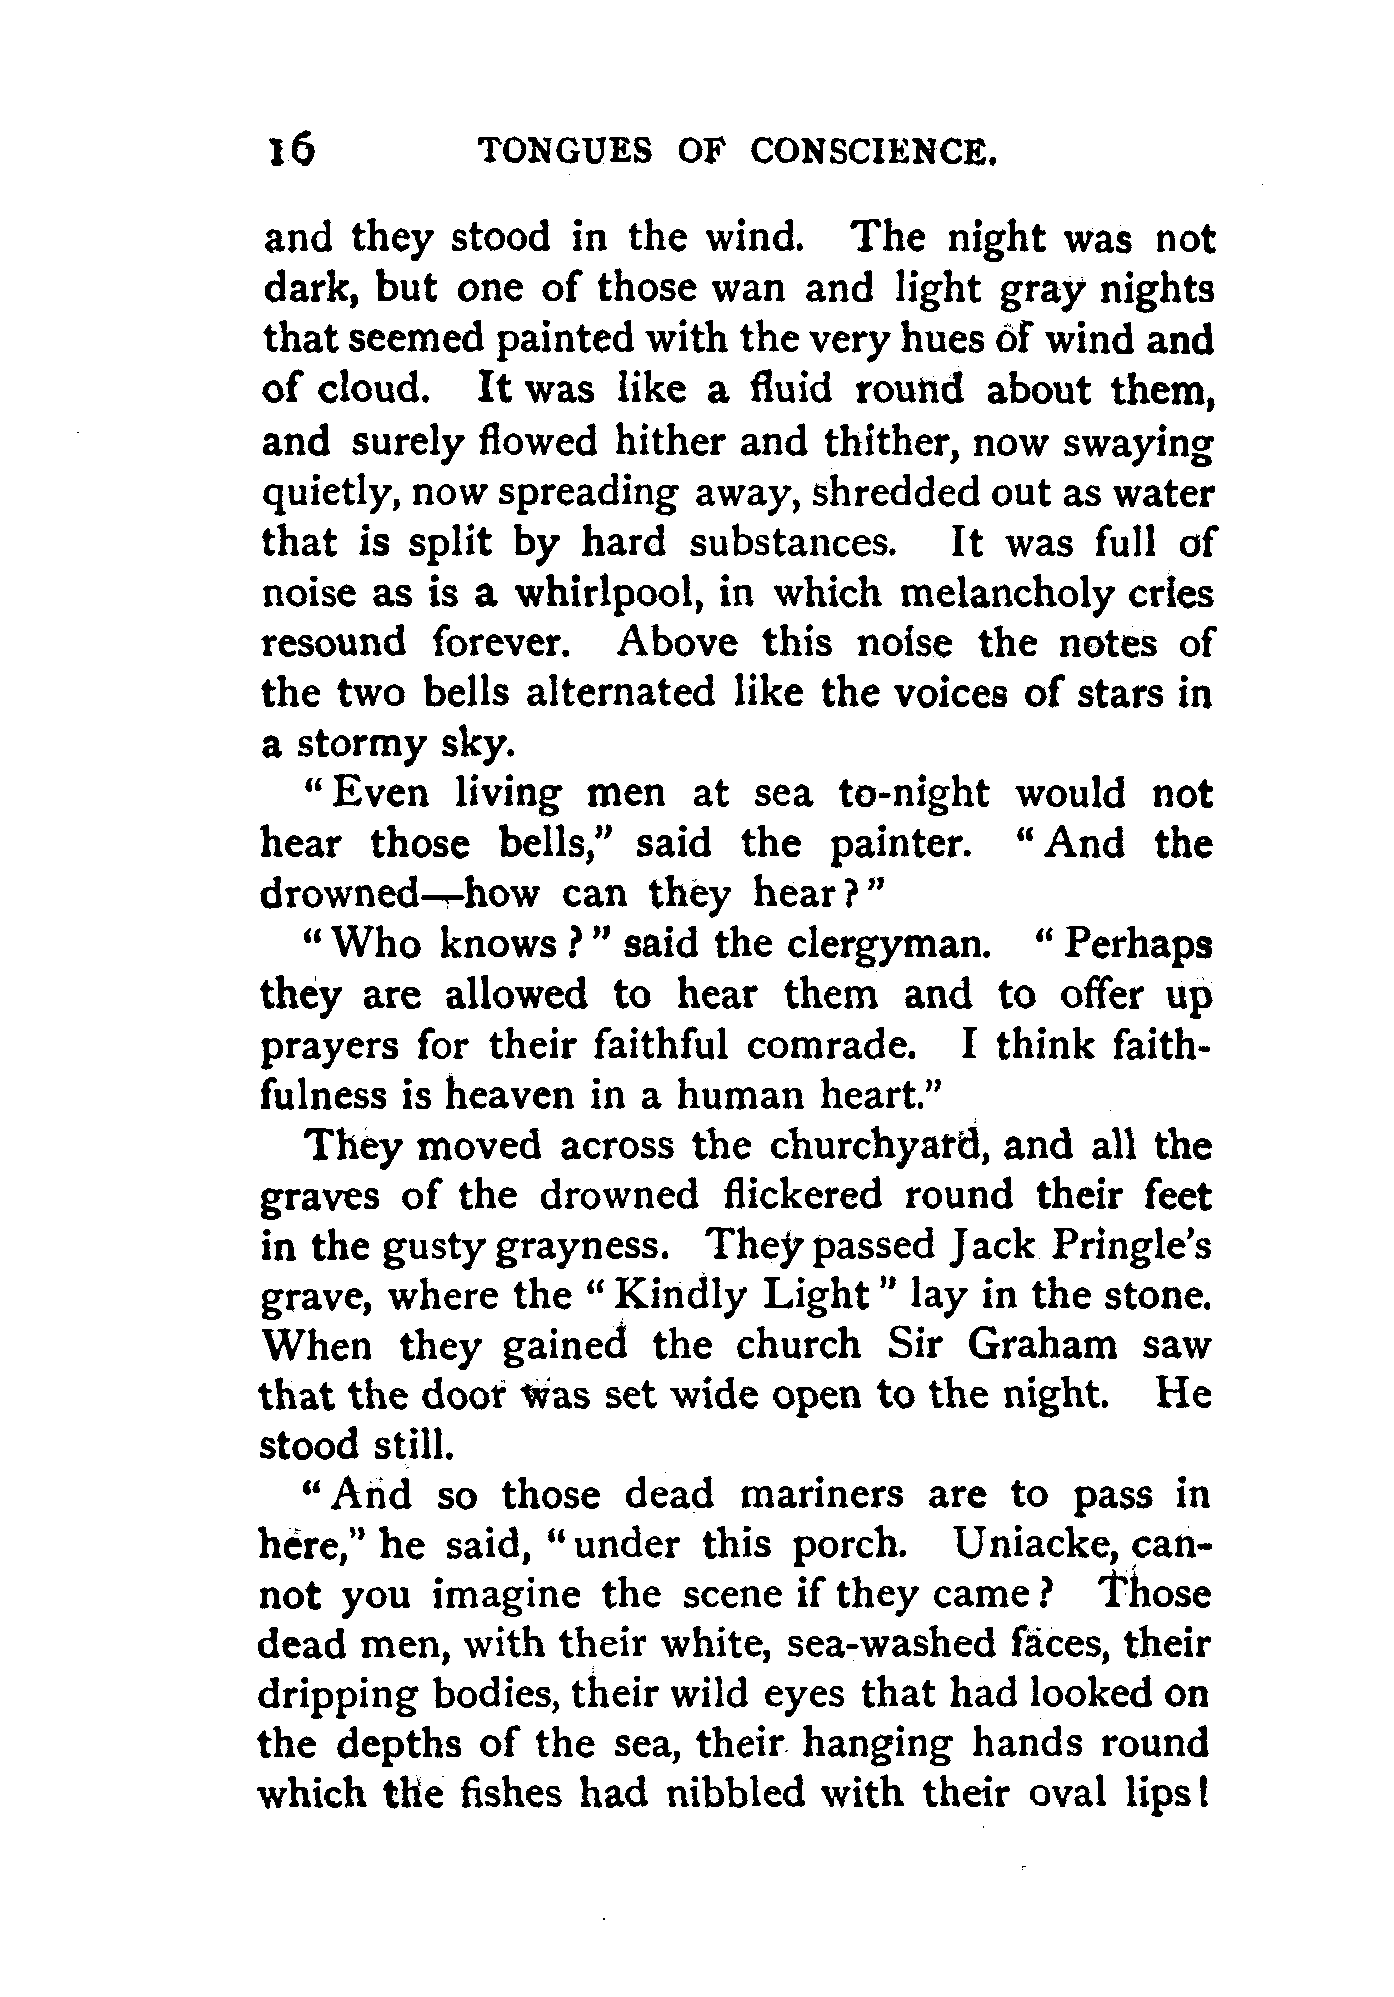 16 TONGUES OF CONSCIENCE.
and they stood in the wind. The night was not
dark, but one of those wan and light gray nights
that seemed painted with the very hues of wind and
of cloud. It was like a fluid round about them,
and surely flowed hither and thither, now swaying
quietly, now spreading away, shredded out as water
that is split by hard substances. It was full of
noise as is a whirlpool, in which melancholy cries
resound forever. Above this noise the notes of
the two bells alternated like the voices of stars in
a stormy sky.
"Even living men at sea to-night would not
hear those bells," said the painter. "And the
drowned—how can they hear?"
"Who knows?" said the clergyman. "Perhaps
they are allowed to hear them and to offer up
prayers for their faithful comrade. I think faith-
fulness is heaven in a human heart."
They moved across the churchyard, and all the
graves of the drowned flickered round their feet
in the gusty grayness. They passed Jack Pringle's
grave, where the "Kindly Light" lay in the stone.
When they gained the church Sir Graham saw
that the door was set wide open to the night. He
stood still.
"And so those dead mariners are to pass in
here," he said, "under this porch. Uniacke, can-
not you imagine the scene if they came? Those
dead men, with their white, sea-washed faces, their
dripping bodies, their wild eyes that had looked on
the depths of the sea, their hanging hands round
which the fishes had nibbled with their oval lips!